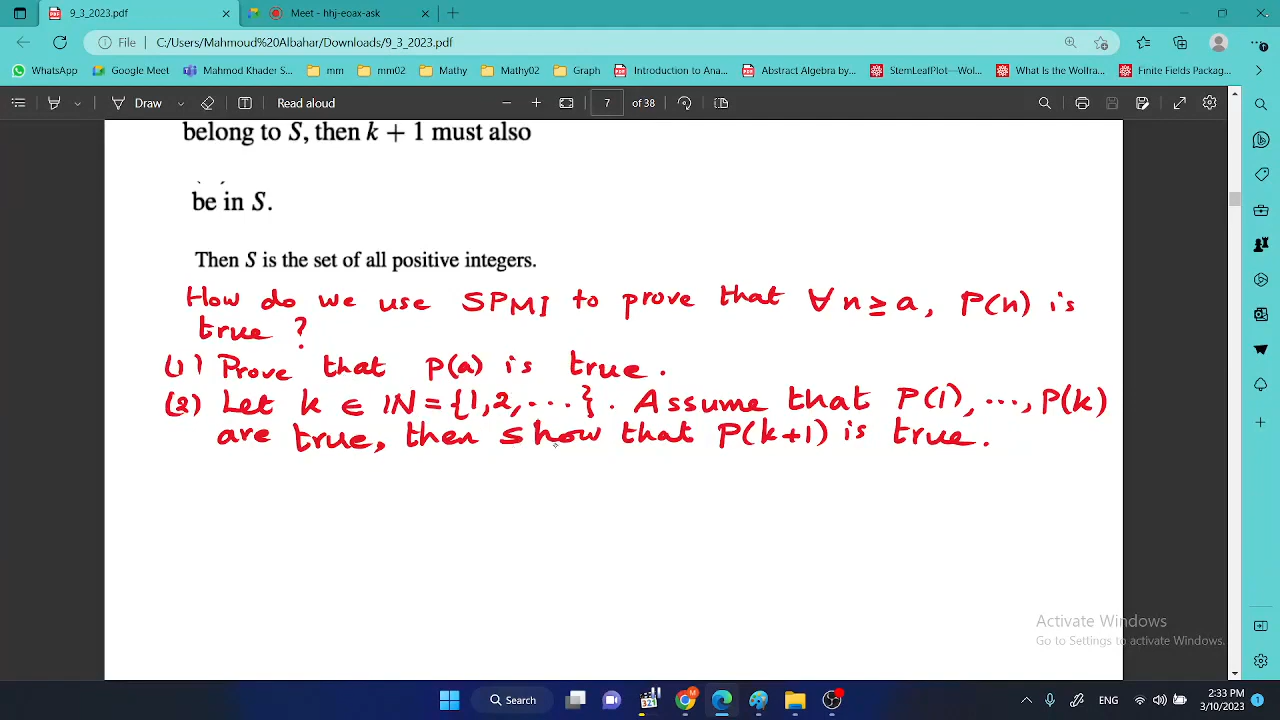 9_3_2023.pdf
Meet - hhj-eoax-ask
File
C:/Users/Mahmoud%20Albahar/Downloads/9_3_2023.pdf
WhatsApp
Google Meet
Mahmod Khader S...
mm
mm02
Mathy
Mathy02
Graph
Introduction to Ana...
Abstract Algebra by...
StemLeafPlot—Wol...
What Is the Wolfra...
Finite Fields Packag...
Draw
Read aloud
7 of 38
belong to S, then k + 1 must also
be in S.
Then S is the set of all positive integers.
How do we use SPMI to prove that ∀ n ≥ a, P(n) is
true ?
(1) Prove that P(a) is true.
(2) Let k ∈ IN = {1,2,...}. Assume that P(1), ..., P(k)
are true, then show that P(k+1) is true.
Activate Windows
Go to Settings to activate Windows.
Search
ENG
2:33 PM
3/10/2023
1